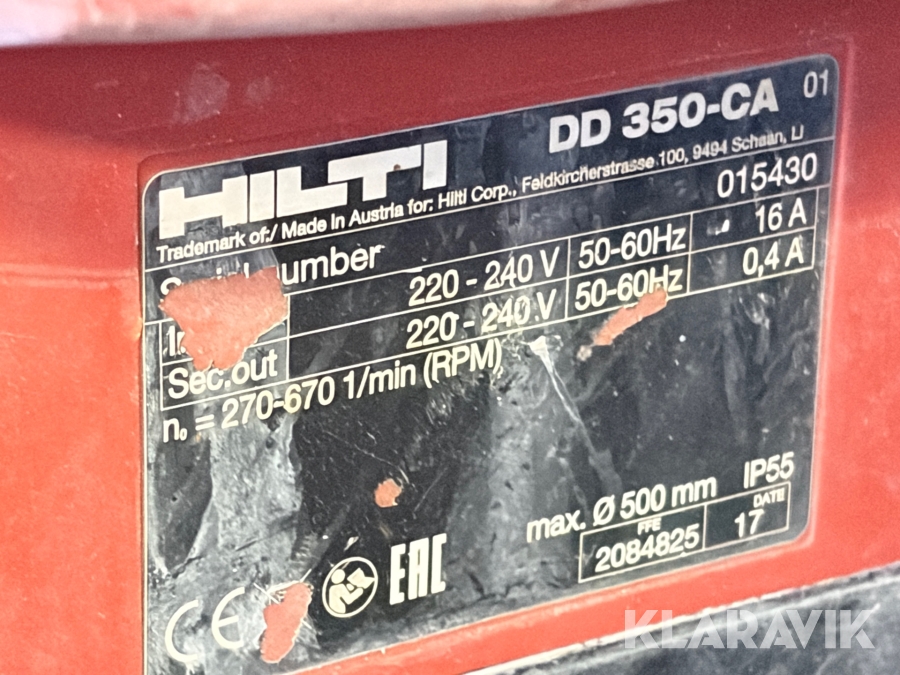 HILTI DD 350-CA 01
Trademark of:/ Made in Austria for: Hilti Corp., Feldkircherstrasse 100, 9494 Schaan, LI
Serial number 015430
220 - 240 V 50-60Hz 16 A
Sec.out 220 - 240 V 50-60Hz 0,4 A
n₀ = 270-670 1/min (RPM)
max. Ø 500 mm IP55
FFE DATE
2084825 17
CE EAC
KLARAVIK